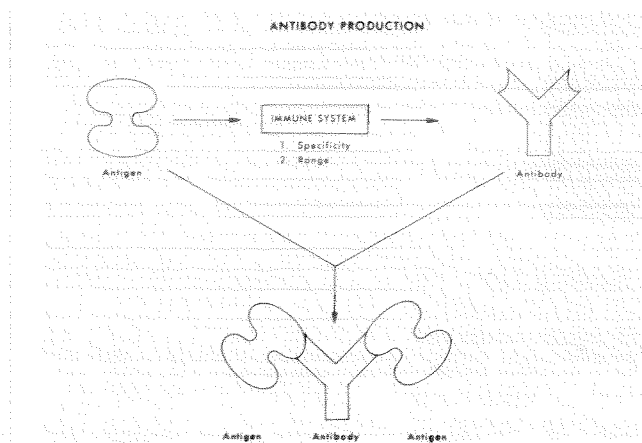 ANTIBODY PRODUCTION
IMMUNE SYSTEM
1. Specificity
2. Range
Antigen
Antibody
Antigen Antibody Antigen